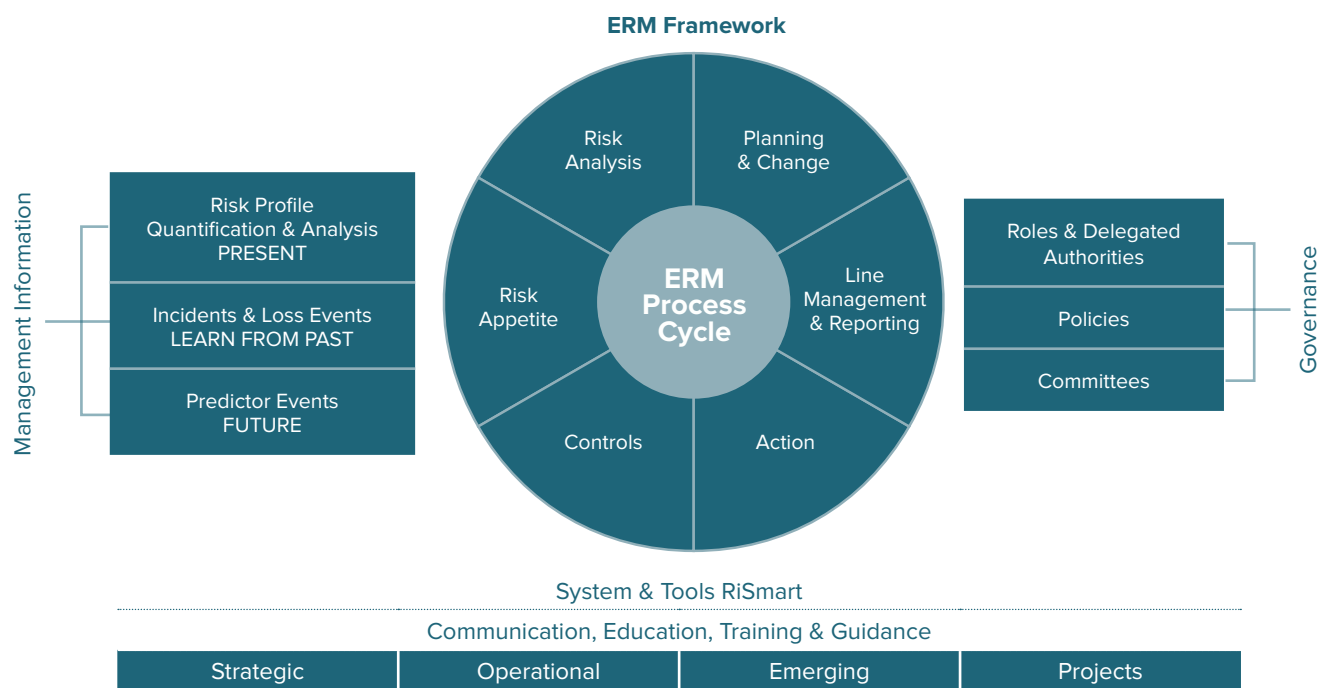 ERM Framework
Management Information
Risk Profile
Quantification & Analysis
PRESENT
Incidents & Loss Events
LEARN FROM PAST
Predictor Events
FUTURE
Risk
Analysis
Planning
& Change
Risk
Appetite
ERM
Process
Cycle
Line
Management
& Reporting
Controls
Action
Roles & Delegated
Authorities
Policies
Committees
Governance
System & Tools RiSmart
Communication, Education, Training & Guidance
Strategic
Operational
Emerging
Projects